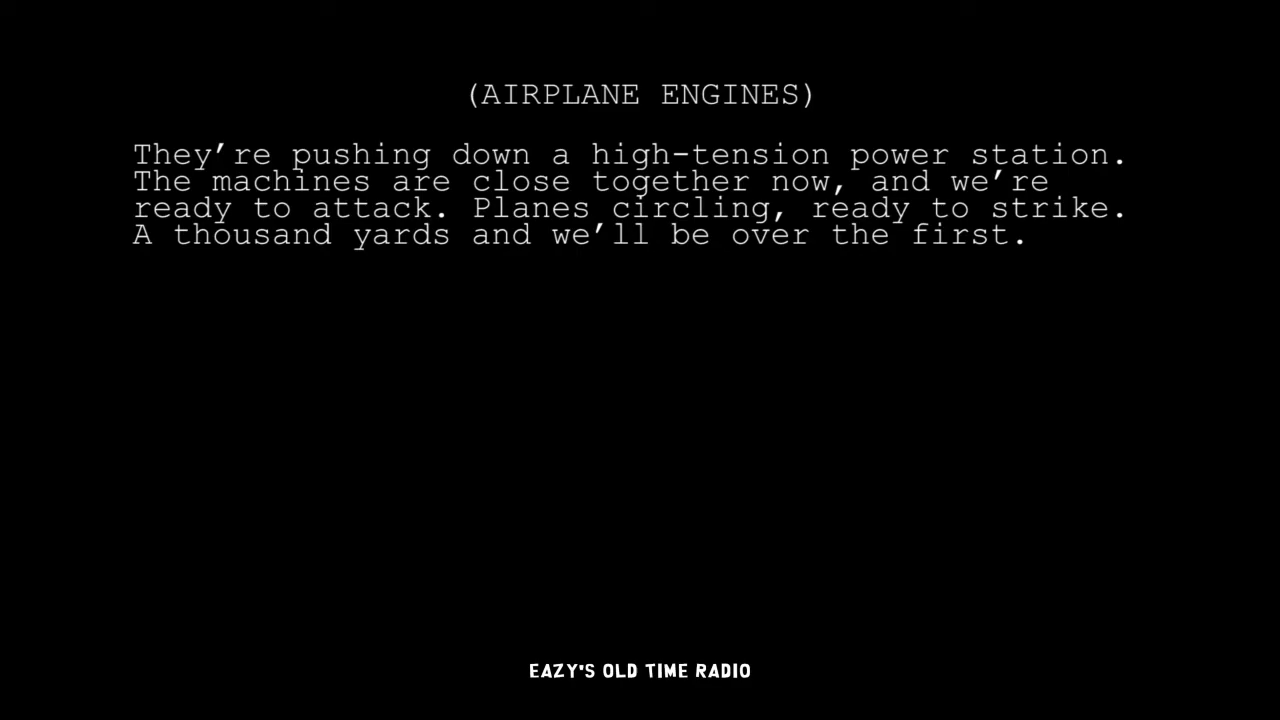 (AIRPLANE ENGINES)
They’re pushing down a high-tension power station.
The machines are close together now, and we’re
ready to attack. Planes circling, ready to strike.
A thousand yards and we’ll be over the first.
EAZY'S OLD TIME RADIO